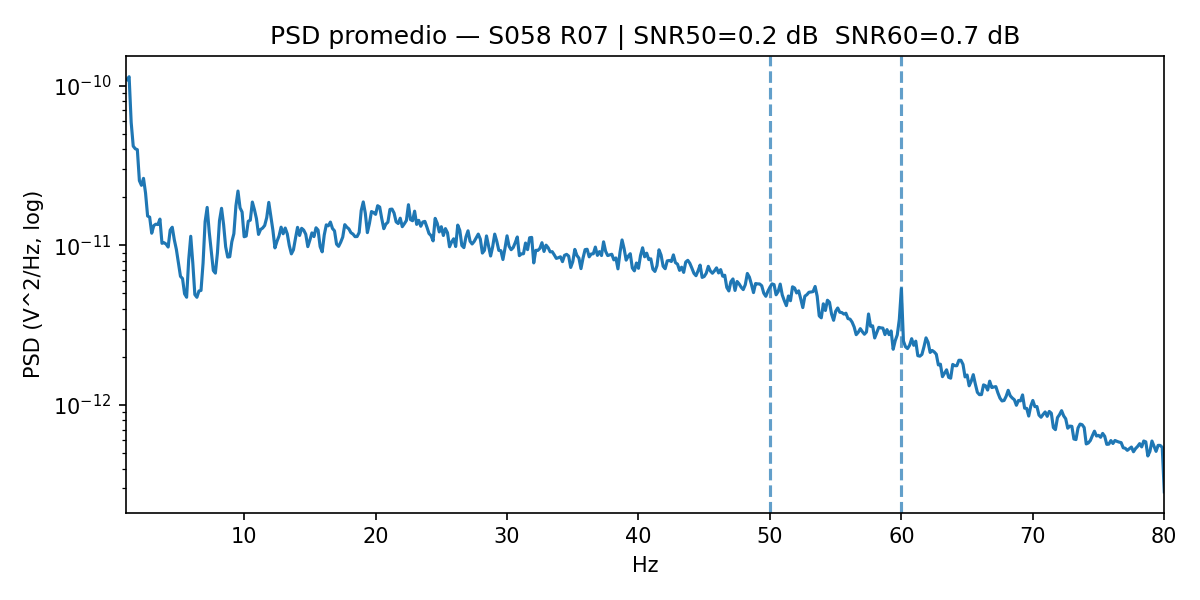 PSD promedio — S058 R07 | SNR50=0.2 dB  SNR60=0.7 dB
PSD (V^2/Hz, log)
10⁻¹⁰
10⁻¹¹
10⁻¹²
10 20 30 40 50 60 70 80
Hz